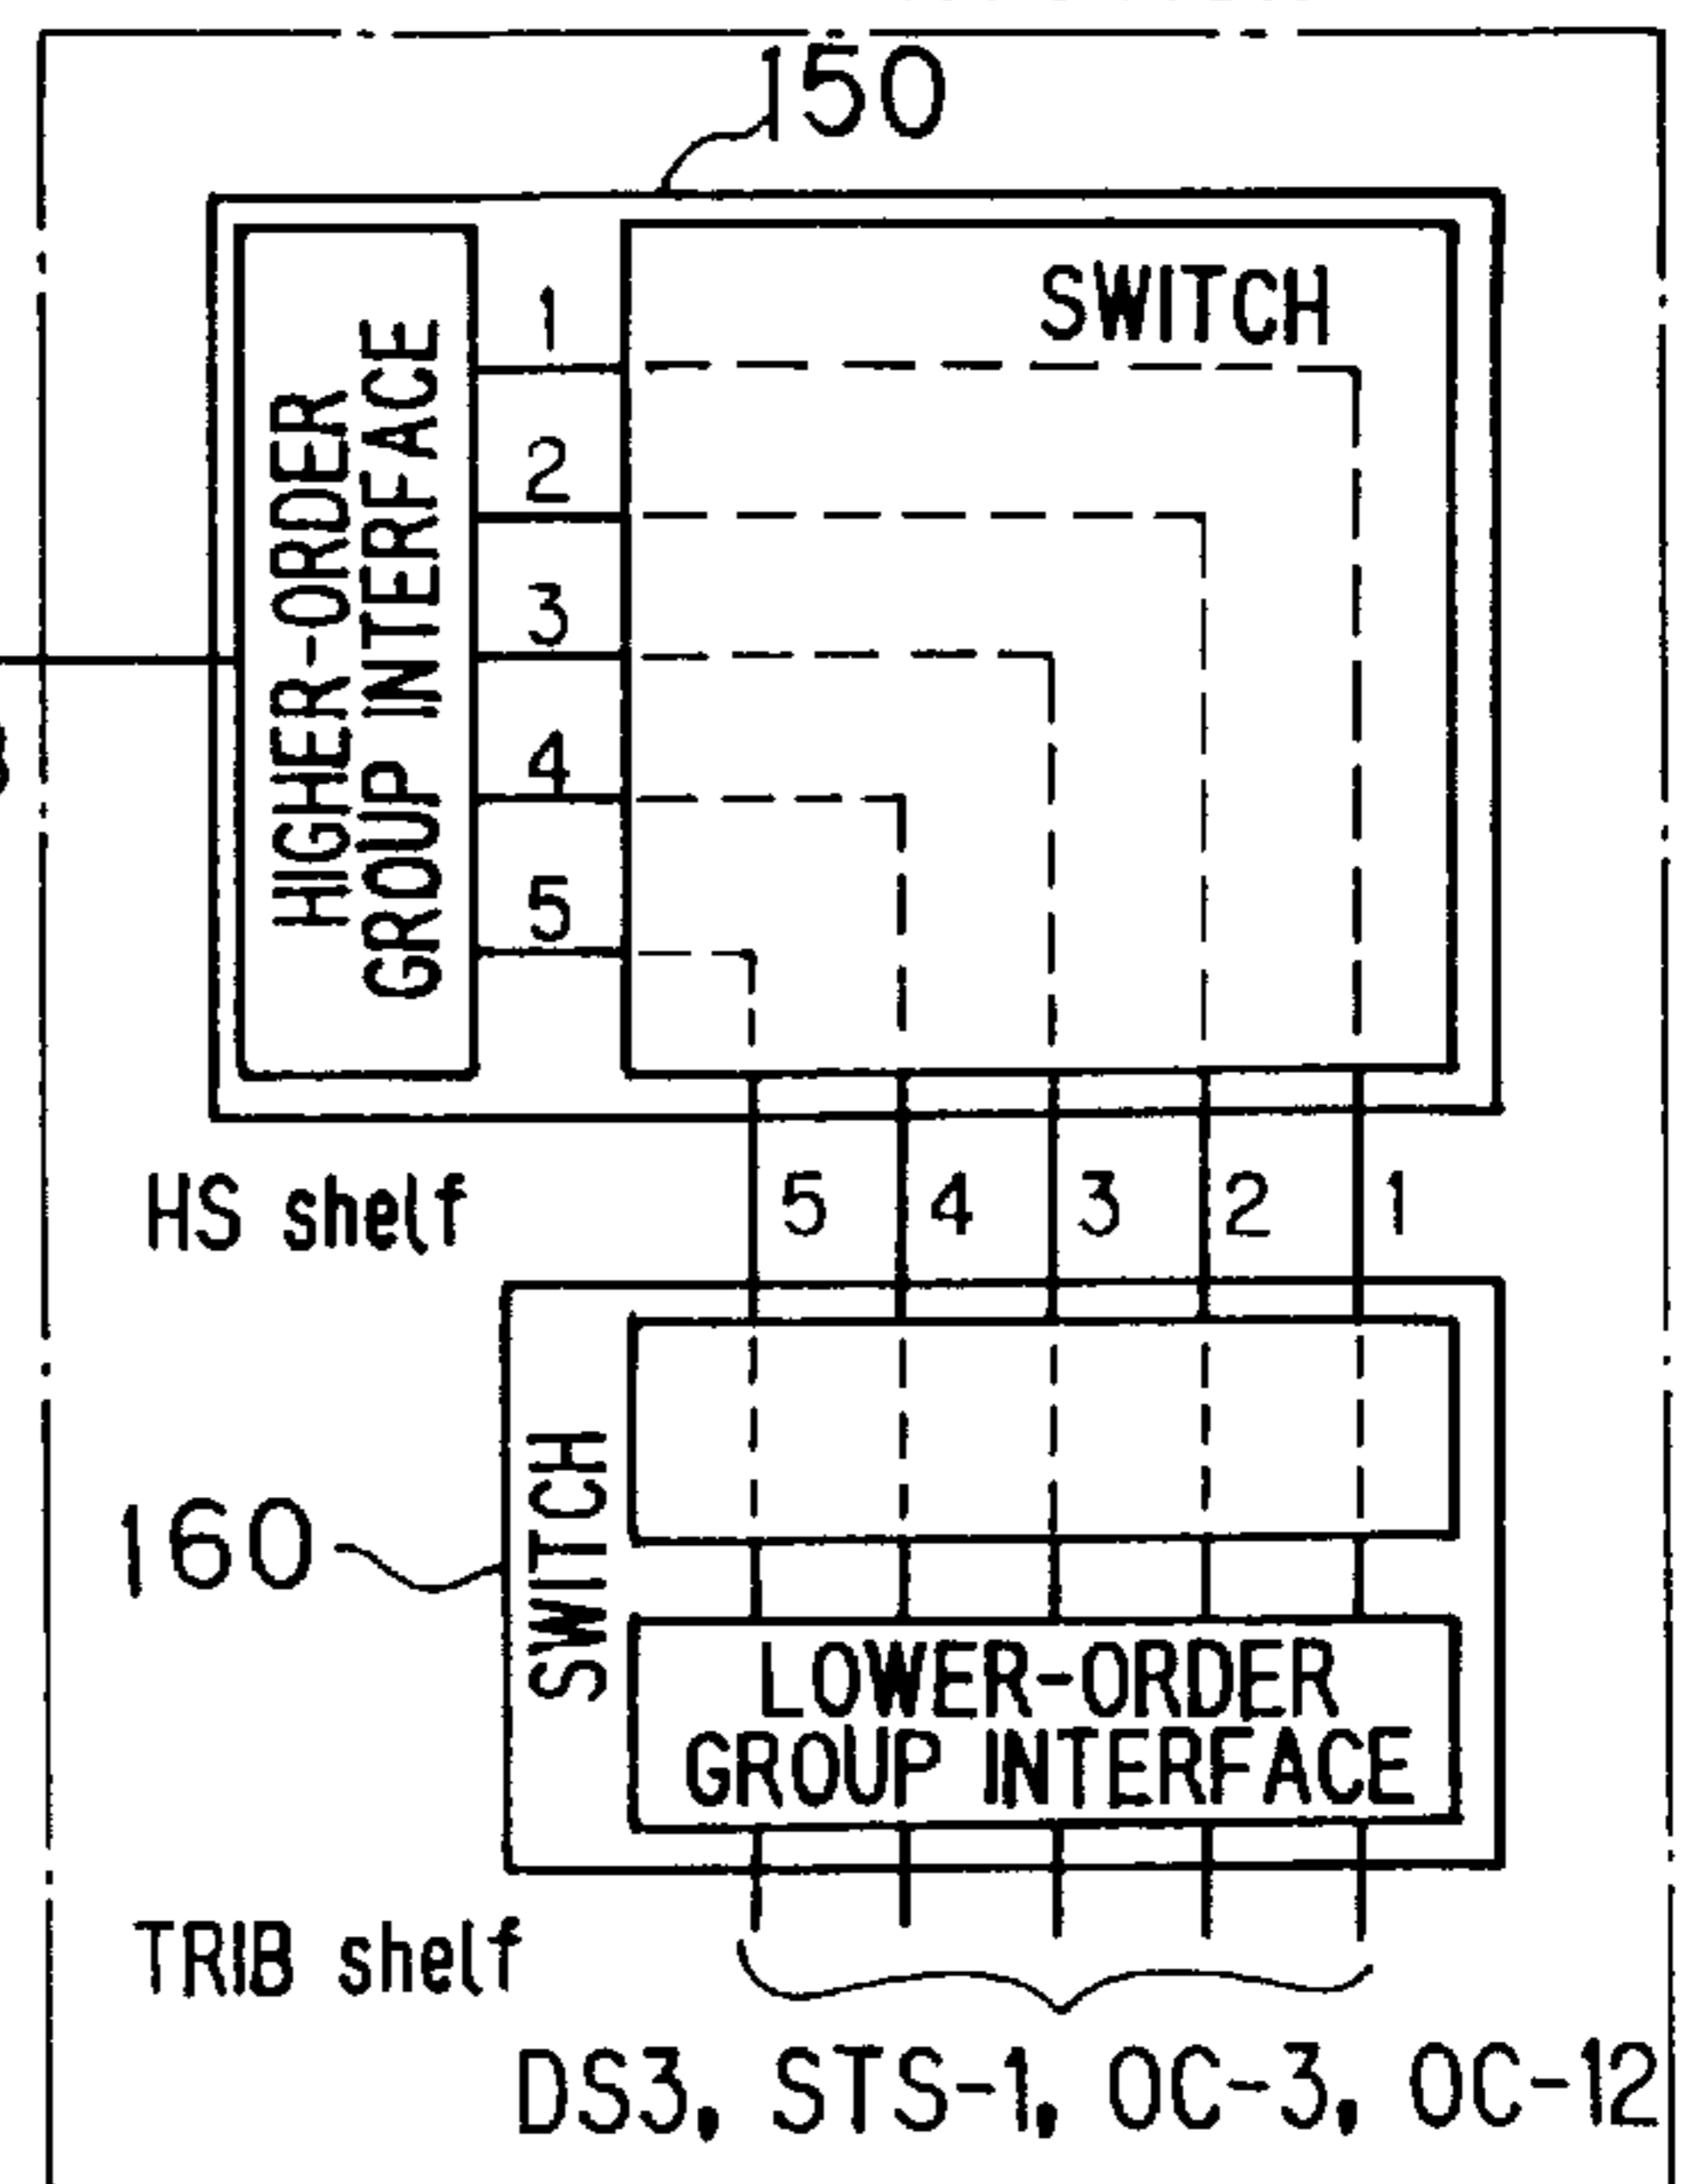 150
SWITCH
HIGHER-ORDER
GROUP INTERFACE
1
2
3
4
5
HS shelf
5 4 3 2 1
SWITCH
160
LOWER-ORDER
GROUP INTERFACE
TRIB shelf
DS3, STS-1, OC-3, OC-12